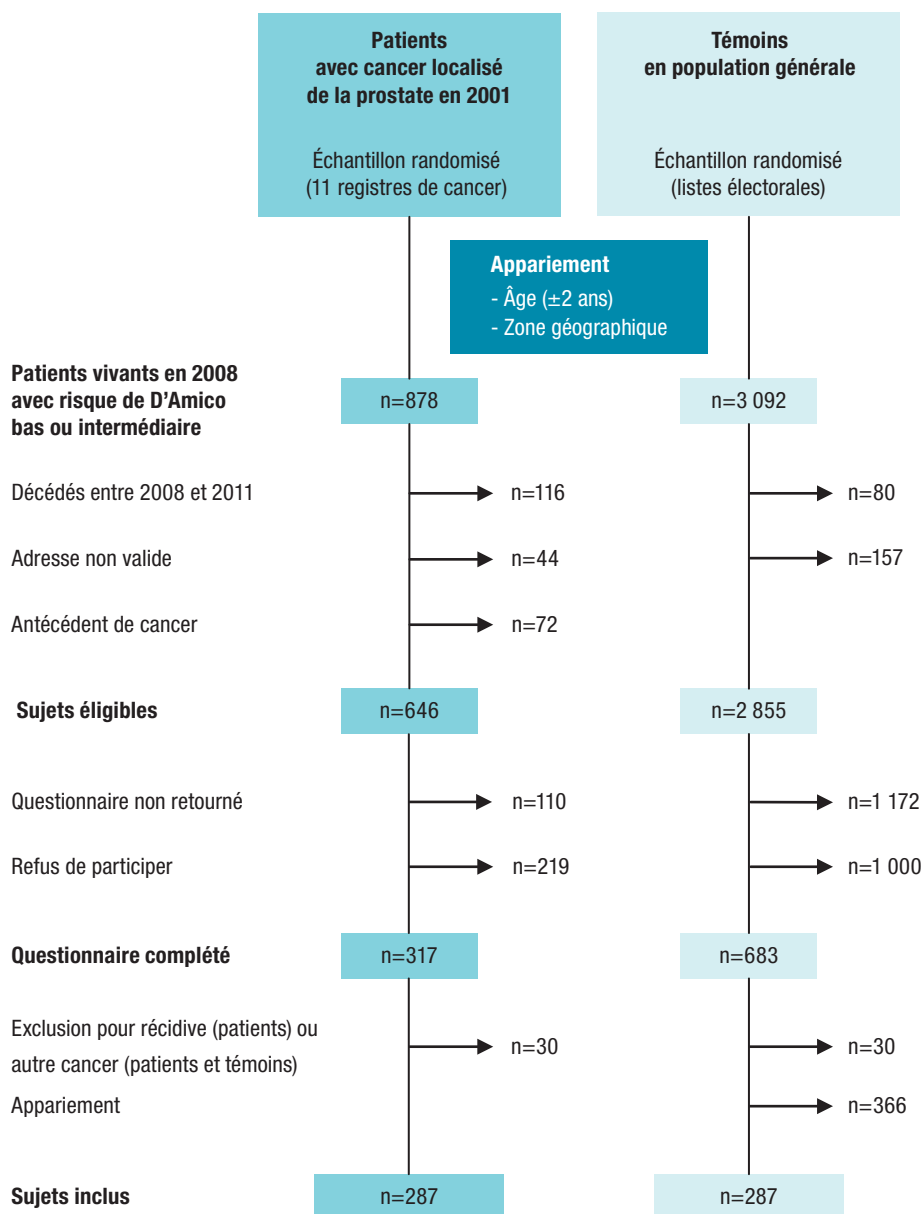 Patients
avec cancer localisé
de la prostate en 2001
Échantillon randomisé
(11 registres de cancer)
Témoins
en population générale
Échantillon randomisé
(listes électorales)
Appariement
- Âge (±2 ans)
- Zone géographique
Patients vivants en 2008
avec risque de D'Amico
bas ou intermédiaire
n=878
n=3 092
Décédés entre 2008 et 2011
n=116
n=80
Adresse non valide
n=44
n=157
Antécédent de cancer
n=72
Sujets éligibles
n=646
n=2 855
Questionnaire non retourné
n=110
n=1 172
Refus de participer
n=219
n=1 000
Questionnaire complété
n=317
n=683
Exclusion pour récidive (patients) ou
autre cancer (patients et témoins)
n=30
n=30
Appariement
n=366
Sujets inclus
n=287
n=287